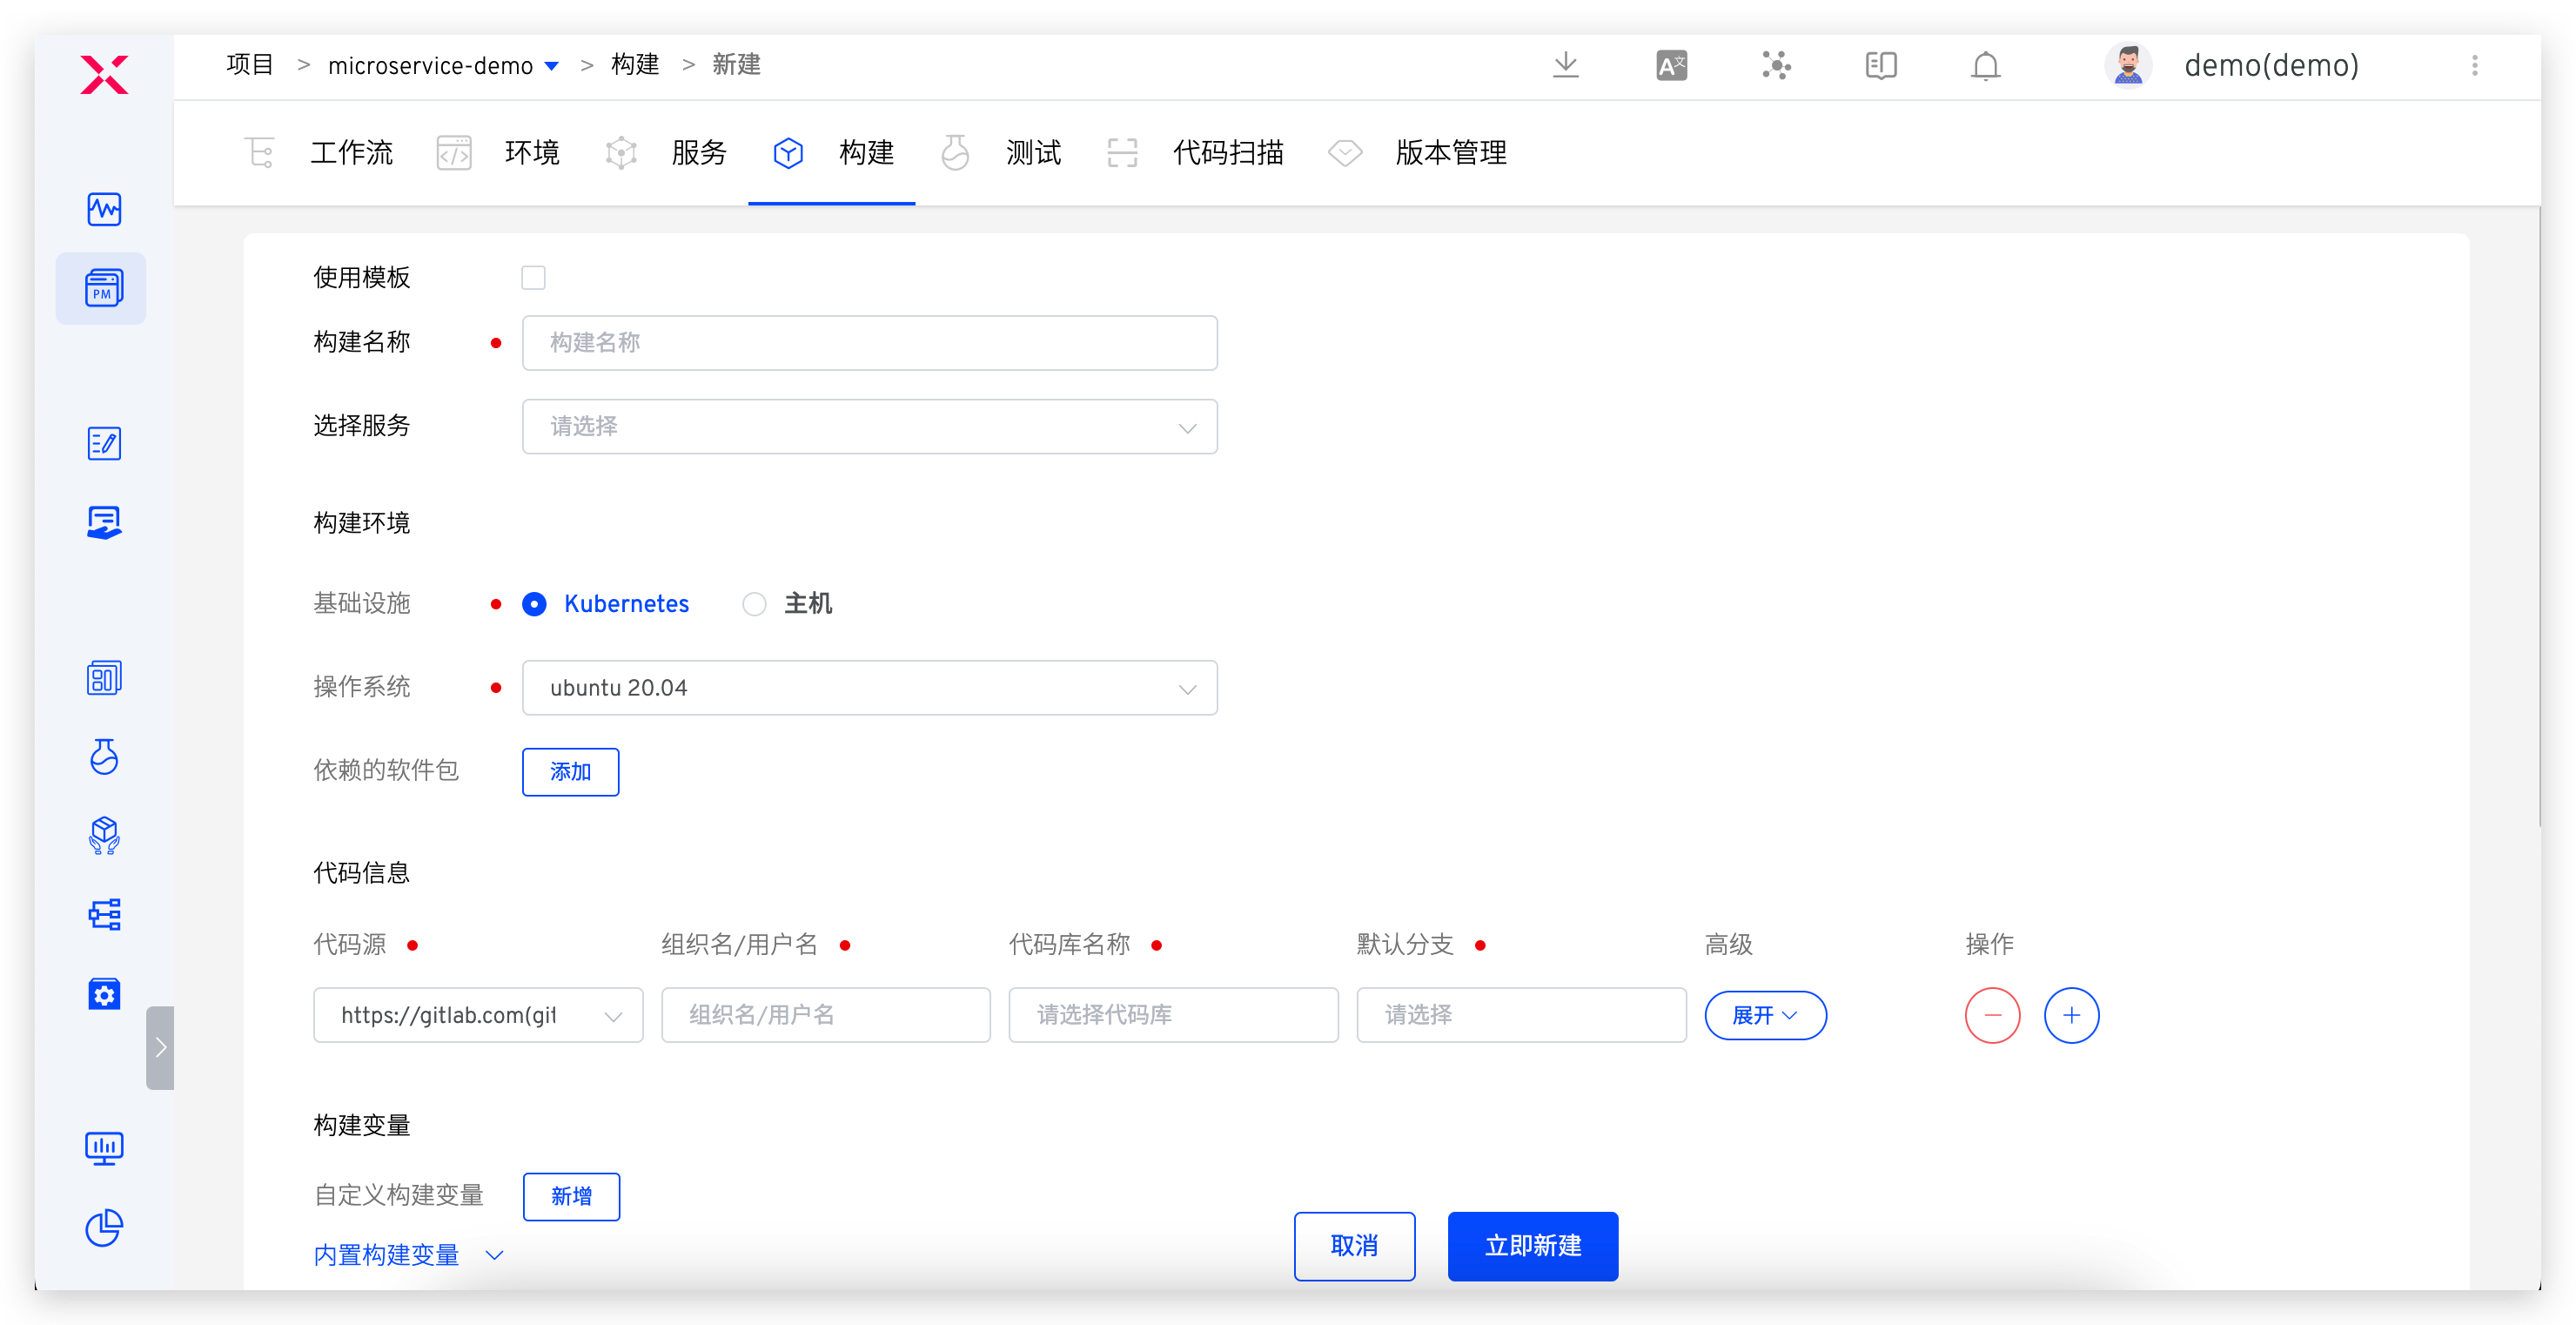 项目 > microservice-demo > 构建 > 新建
A文
demo(demo)
工作流 环境 服务 构建 测试 代码扫描 版本管理
PM
使用模板
构建名称 构建名称
选择服务 请选择
构建环境
基础设施 Kubernetes 主机
操作系统 ubuntu 20.04
依赖的软件包 添加
代码信息
代码源 组织名/用户名 代码库名称 默认分支 高级 操作
https://gitlab.com(git 组织名/用户名 请选择代码库 请选择 展开
构建变量
自定义构建变量 新增
内置构建变量
取消 立即新建